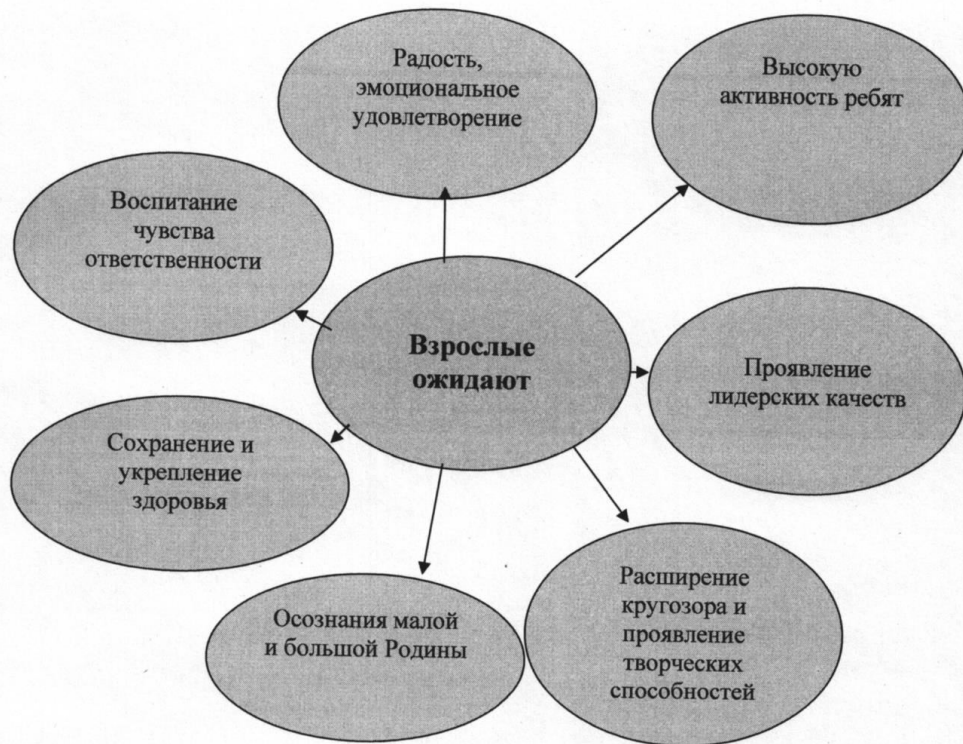 Радость,
эмоциональное
удовлетворение
Высокую
активность ребят
Воспитание
чувства
ответственности
Взрослые
ожидают
Проявление
лидерских качеств
Сохранение и
укрепление
здоровья
Осознания малой
и большой Родины
Расширение
кругозора и
проявление
творческих
способностей